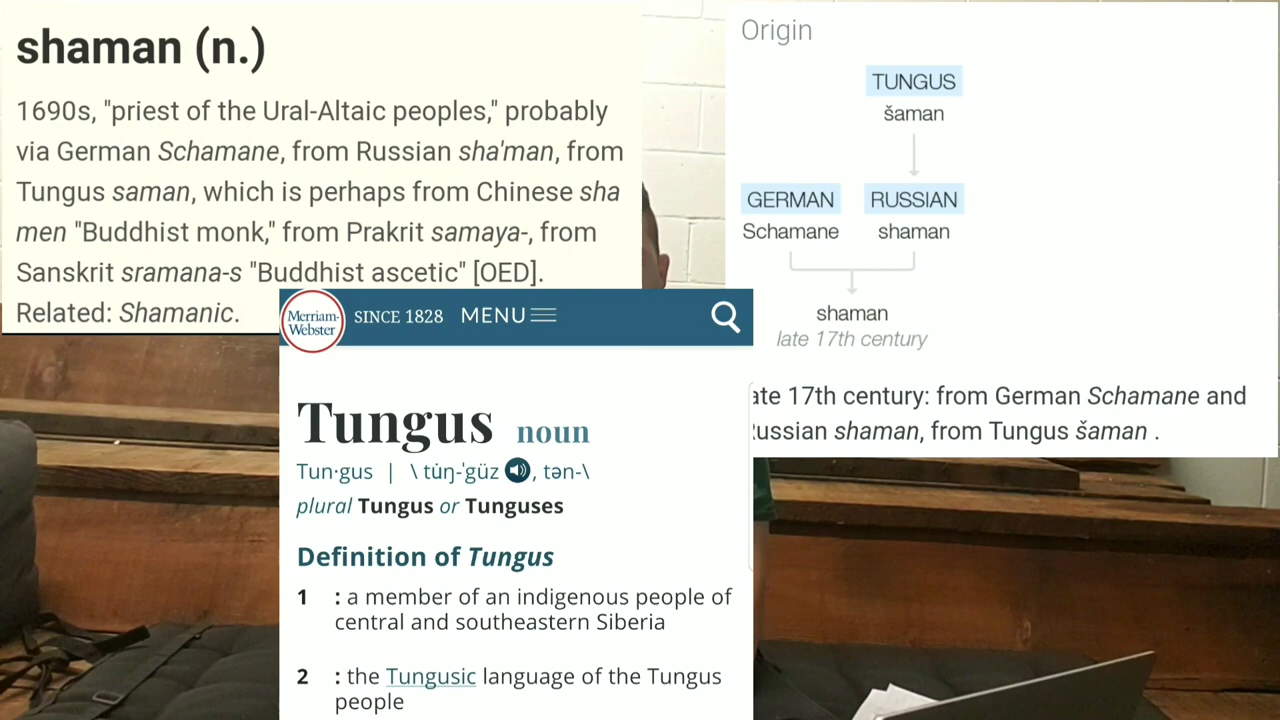 shaman (n.)
1690s, "priest of the Ural-Altaic peoples," probably
via German Schamane, from Russian sha'man, from
Tungus saman, which is perhaps from Chinese sha
men "Buddhist monk," from Prakrit samaya-, from
Sanskrit sramana-s "Buddhist ascetic" [OED].
Related: Shamanic.
Origin
TUNGUS
šaman
GERMAN RUSSIAN
Schamane shaman
shaman
late 17th century
ate 17th century: from German Schamane and
Russian shaman, from Tungus šaman .
Merriam-
Webster
SINCE 1828 MENU
Tungus noun
Tun·gus | \ tu̇ŋ-ˈgüz , tən-\
plural Tungus or Tunguses
Definition of Tungus
1 : a member of an indigenous people of
central and southeastern Siberia
2 : the Tungusic language of the Tungus
people